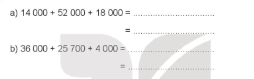 a) 14 000 + 52 000 + 18 000 = ..............................
= ..............................
b) 36 000 + 25 700 + 4 000 = ..............................
= ..............................